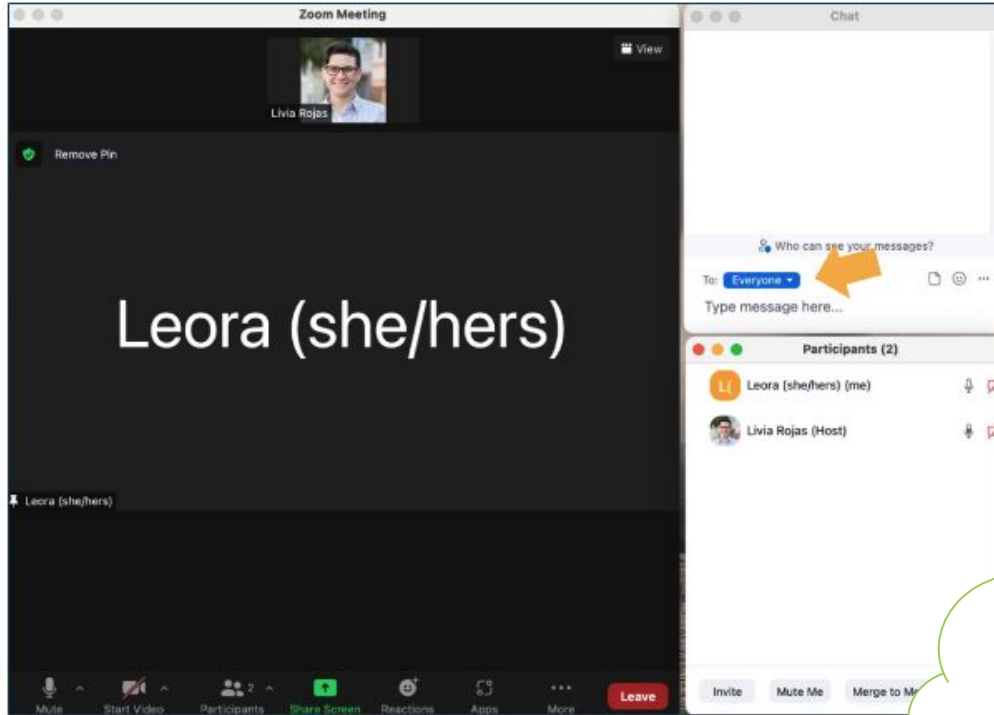 Zoom Meeting
View
Livia Rojas
Remove Pin
Leora (she/hers)
Leora (she/hers)
Mute
Start Video
2
Participants
Share Screen
Reactions
Apps
More
Leave
Chat
Who can see your messages?
To: Everyone
Type message here...
Participants (2)
L( Leora (she/hers) (me)
Livia Rojas (Host)
Invite Mute Me Merge to